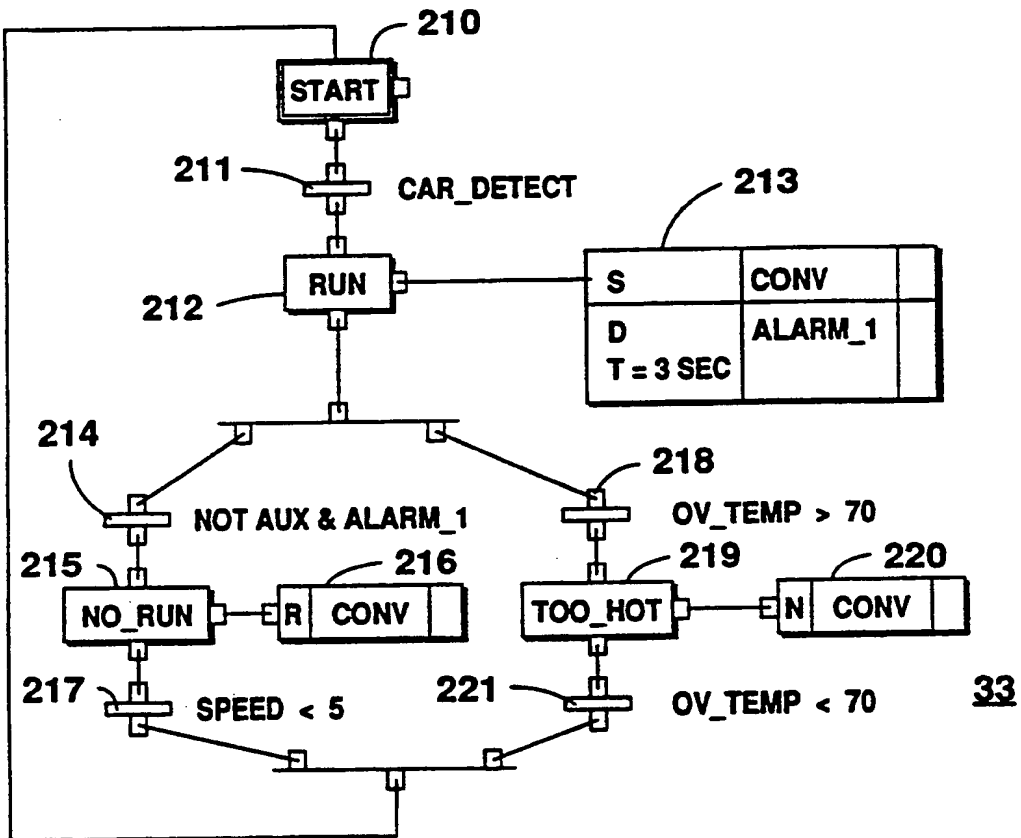 210
START
211
CAR_DETECT
213
212
RUN
S CONV
D ALARM_1
T = 3 SEC
214
218
NOT AUX & ALARM_1
OV_TEMP > 70
215
216
219
220
NO_RUN
R CONV
TOO_HOT
N CONV
217
SPEED < 5
221
OV_TEMP < 70
33